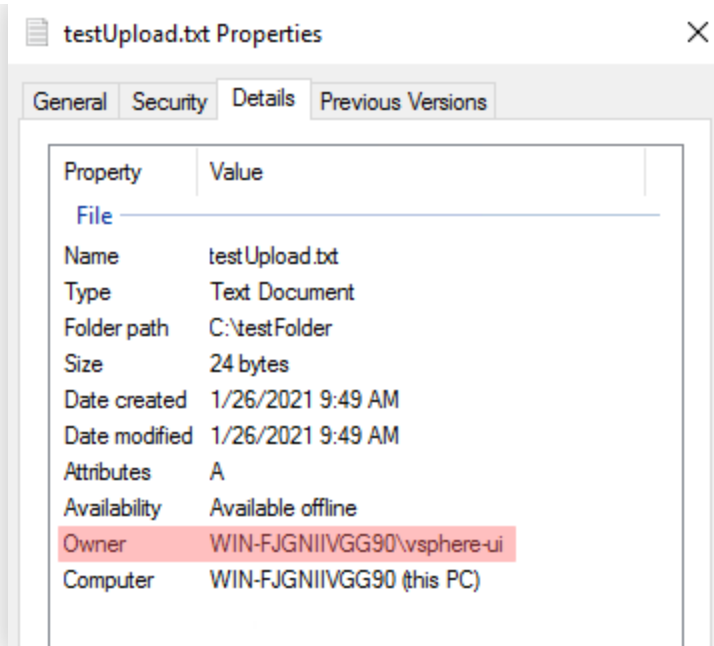 testUpload.txt Properties
General Security Details Previous Versions
Property Value
File
Name testUpload.txt
Type Text Document
Folder path C:\testFolder
Size 24 bytes
Date created 1/26/2021 9:49 AM
Date modified 1/26/2021 9:49 AM
Attributes A
Availability Available offline
Owner WIN-FJGNIIVGG90\vsphere-ui
Computer WIN-FJGNIIVGG90 (this PC)